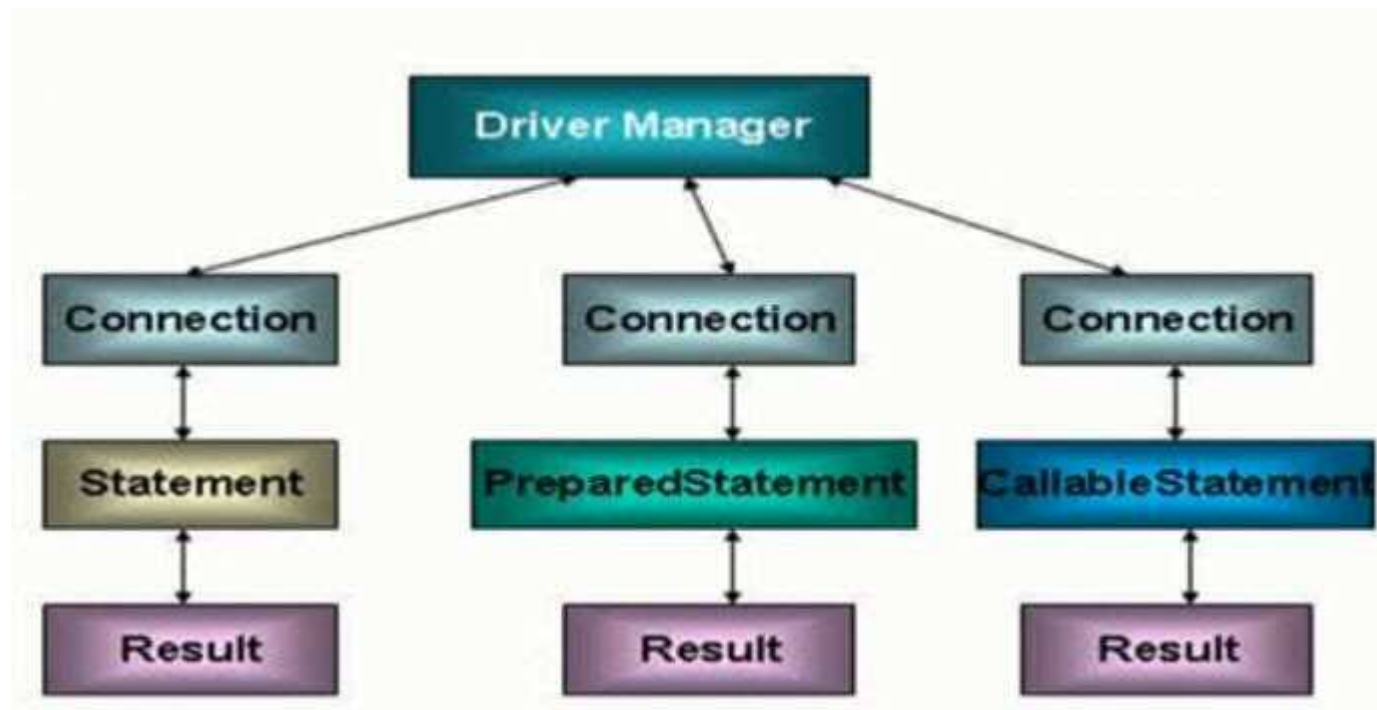 Driver Manager
Connection
Connection
Connection
Statement
PreparedStatement
CallableStatement
Result
Result
Result